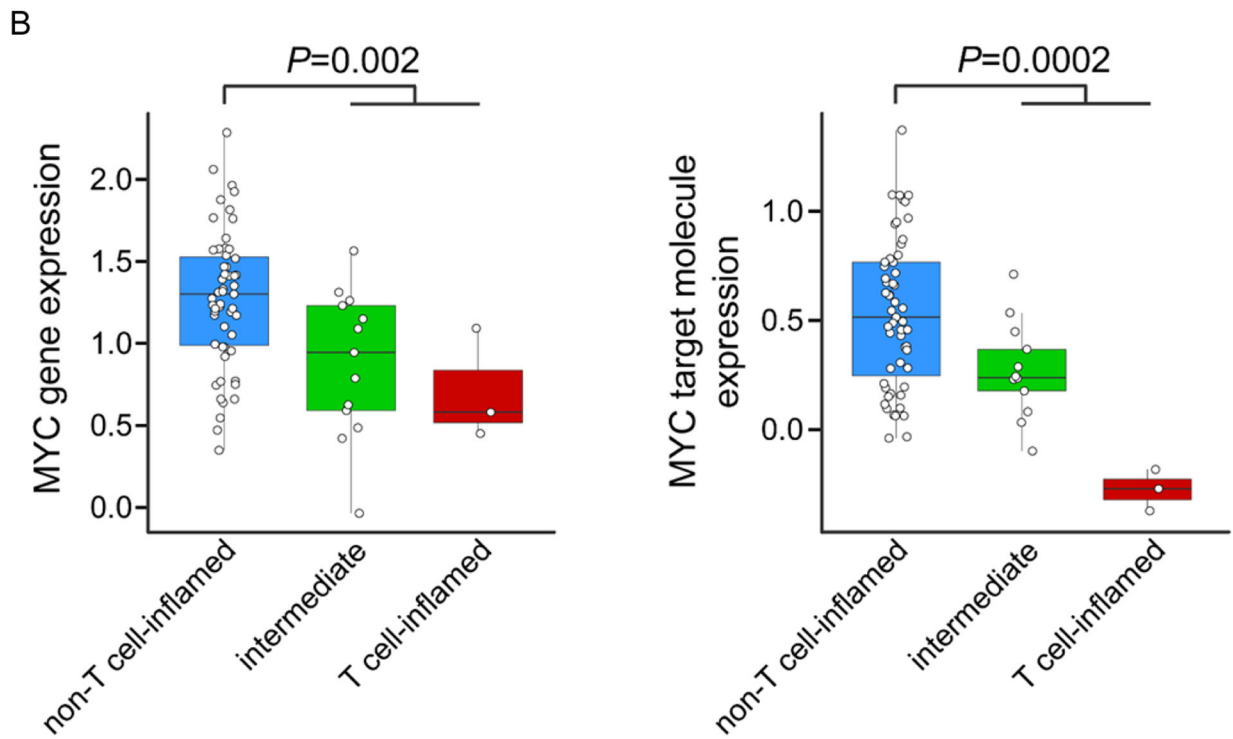 B
P=0.002
MYC gene expression
2.0
1.5
1.0
0.5
0.0
non-T cell-inflamed
intermediate
T cell-inflamed
P=0.0002
MYC target molecule
expression
1.0
0.5
0.0
non-T cell-inflamed
intermediate
T cell-inflamed